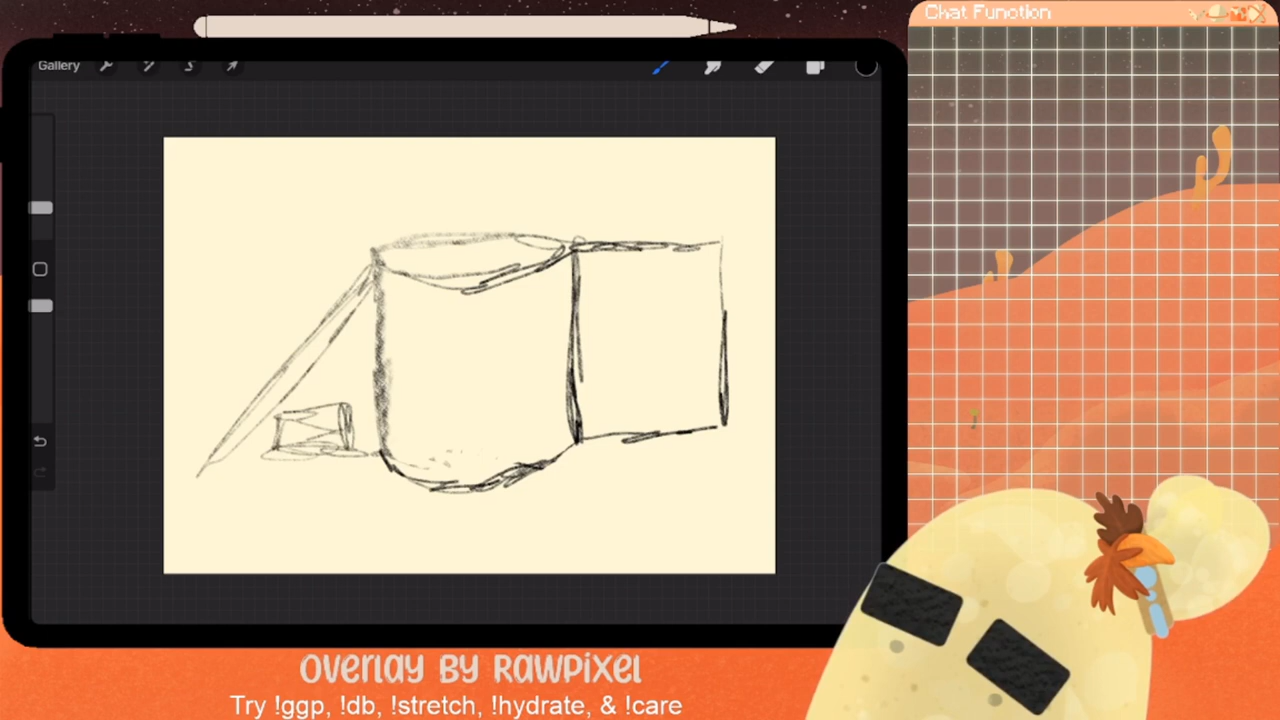 Chat Function
Gallery
Overlay by Rawpixel
Try !ggp, !db, !stretch, !hydrate, & !care